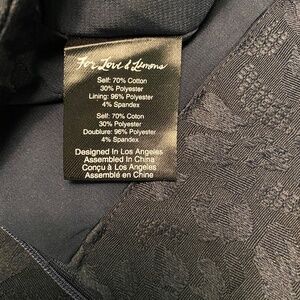 For Love & Lemons
Self: 70% Cotton
30% Polyester
Lining: 96% Polyester
4% Spandex
Self: 70% Coton
30% Polyester
Doublure: 96% Polyester
4% Spandex
Designed In Los Angeles
Assembled In China
Conçu à Los Angeles
Assemblé en Chine